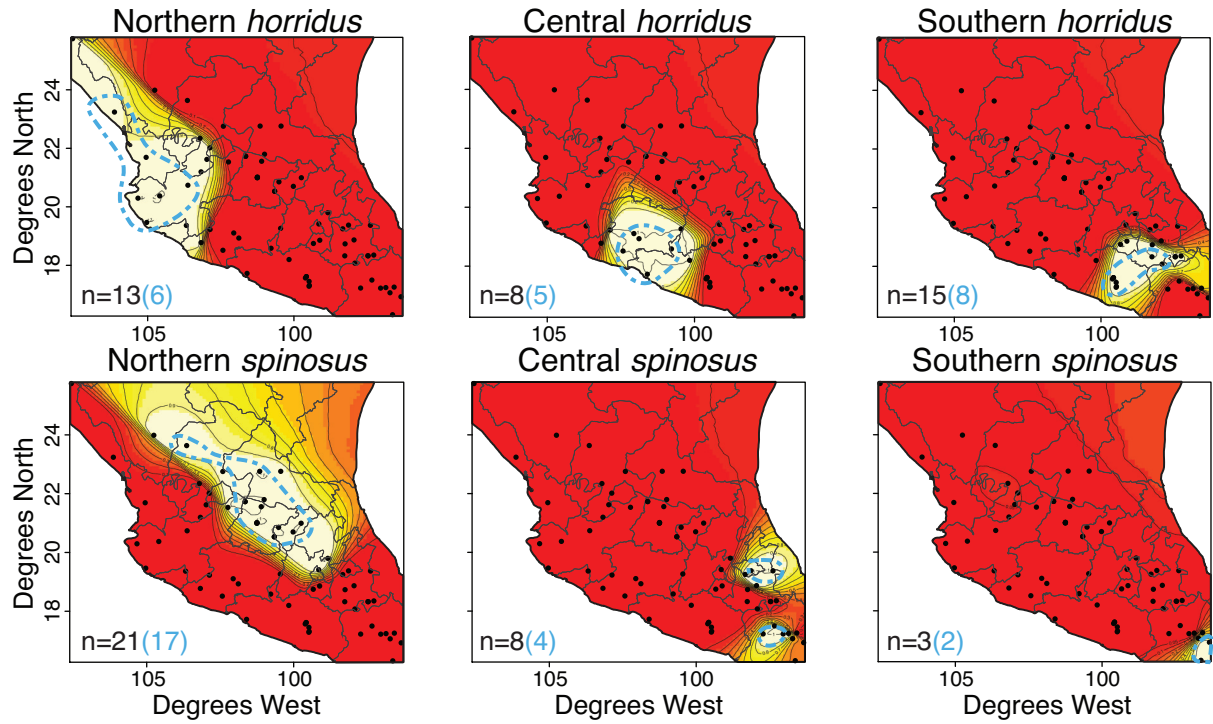 Northern horridus
Central horridus
Southern horridus
Degrees North
24
22
20
18
n=13(6)
n=8(5)
n=15(8)
105
100
105
100
105
100
Northern spinosus
Central spinosus
Southern spinosus
Degrees North
24
22
20
18
n=21(17)
n=8(4)
n=3(2)
105
100
105
100
105
100
Degrees West
Degrees West
Degrees West